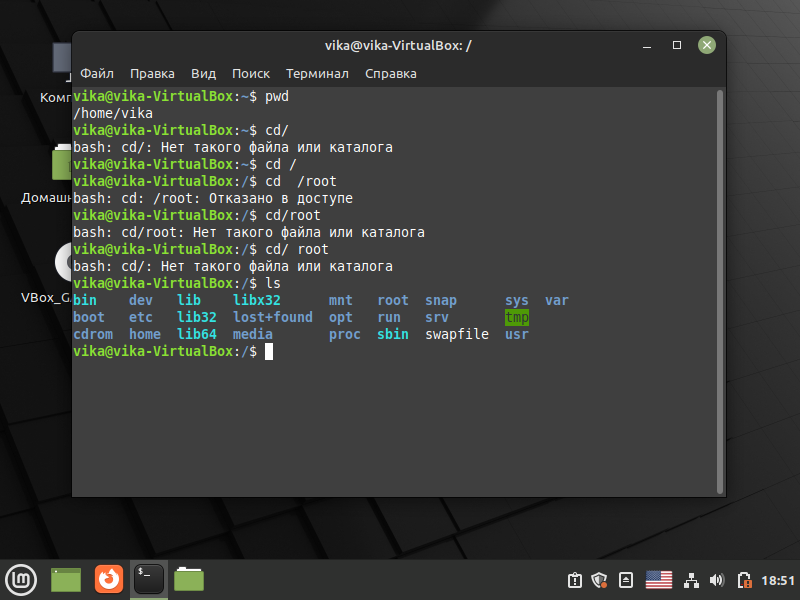 vika@vika-VirtualBox: /
Файл Правка Вид Поиск Терминал Справка
vika@vika-VirtualBox:~$ pwd
/home/vika
vika@vika-VirtualBox:~$ cd/
bash: cd/: Нет такого файла или каталога
vika@vika-VirtualBox:~$ cd /
vika@vika-VirtualBox:/$ cd  /root
bash: cd: /root: Отказано в доступе
vika@vika-VirtualBox:/$ cd/root
bash: cd/root: Нет такого файла или каталога
vika@vika-VirtualBox:/$ cd/ root
bash: cd/: Нет такого файла или каталога
vika@vika-VirtualBox:/$ ls
bin    dev  lib    libx32      mnt   root  snap      sys  var
boot   etc  lib32  lost+found  opt   run   srv       tmp
cdrom  home  lib64  media       proc  sbin  swapfile  usr
vika@vika-VirtualBox:/$
VBox_G
18:51